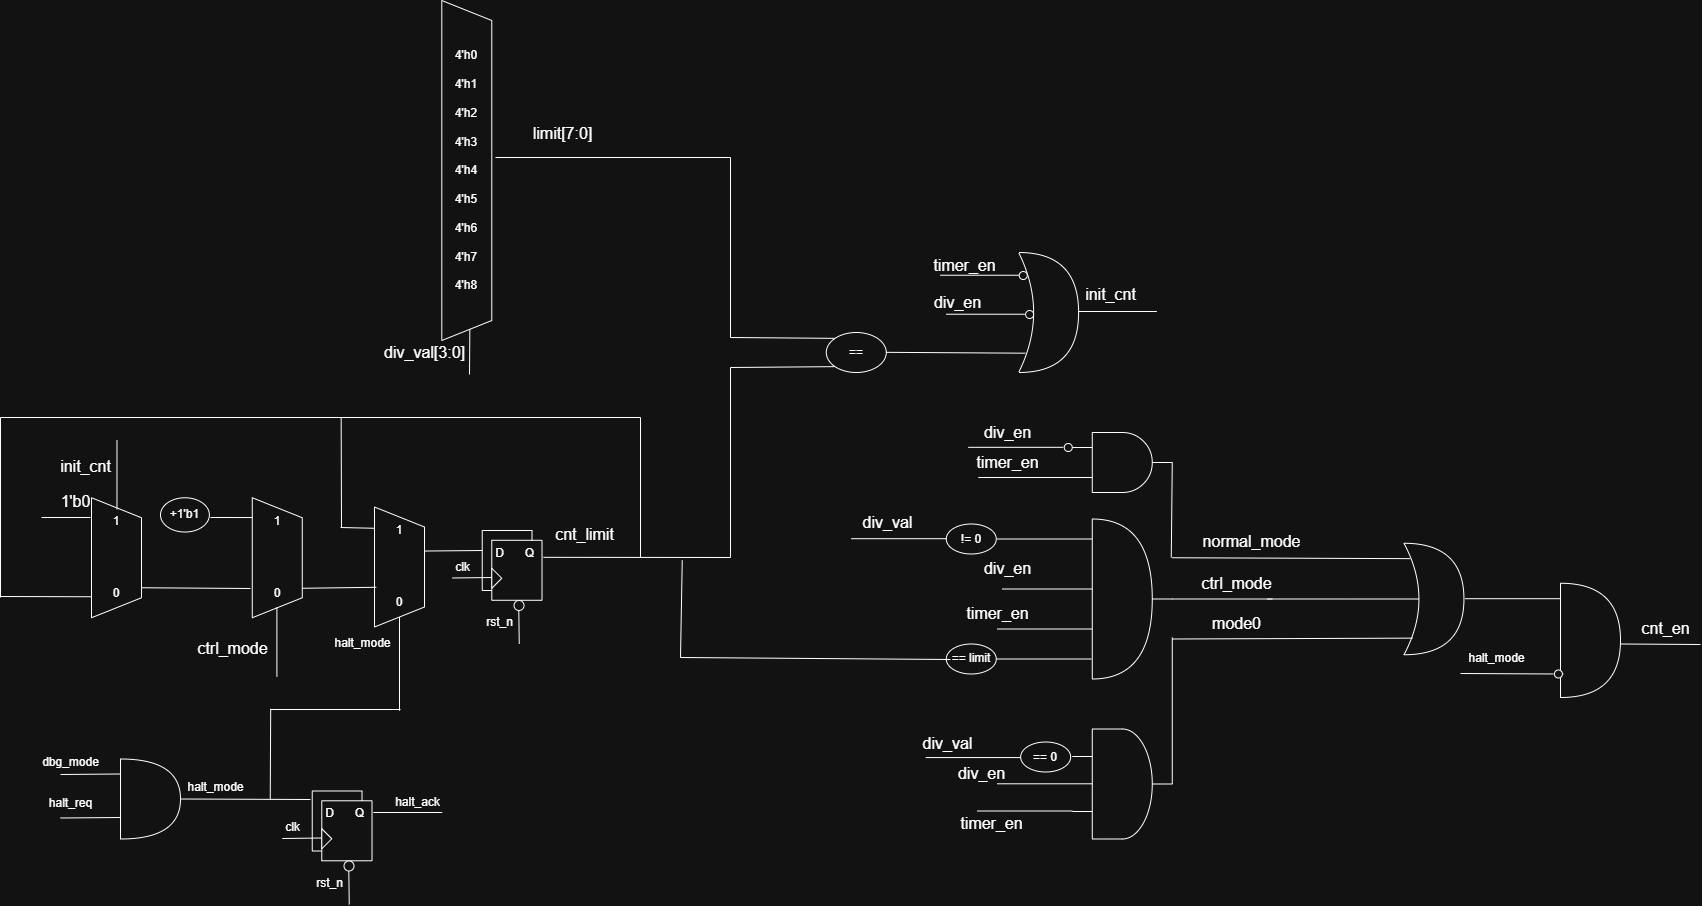 4'h0
4'h1
4'h2
4'h3
4'h4
4'h5
4'h6
4'h7
4'h8
limit[7:0]
div_val[3:0]
timer_en
div_en
init_cnt
==
init_cnt
1'b0
1
0
+1'b1
1
0
ctrl_mode
1
0
halt_mode
D Q
clk
rst_n
cnt_limit
div_en
timer_en
div_val
!= 0
div_en
timer_en
== limit
normal_mode
ctrl_mode
mode0
halt_mode
cnt_en
div_val
== 0
div_en
timer_en
dbg_mode
halt_req
halt_mode
D Q
clk
rst_n
halt_ack